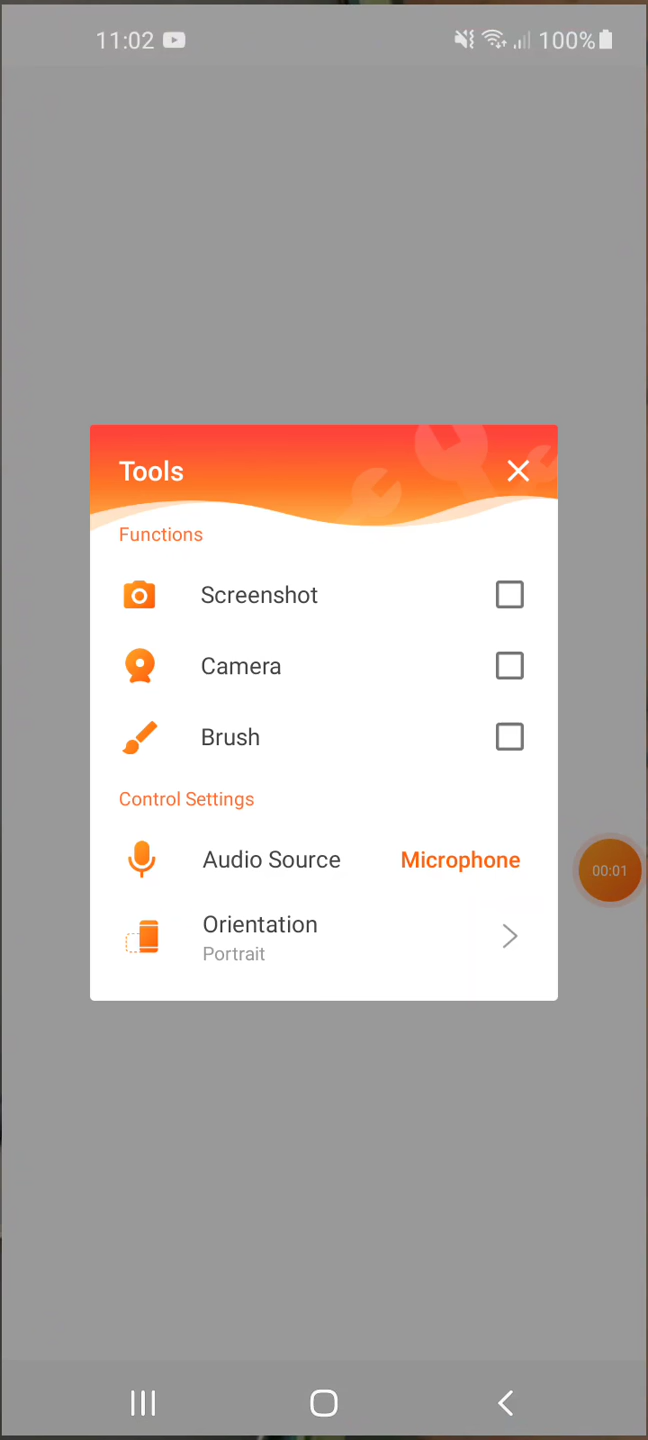 11:02 100%
Tools
Functions
Screenshot
Camera
Brush
Control Settings
Audio Source Microphone
00:01
Orientation
Portrait